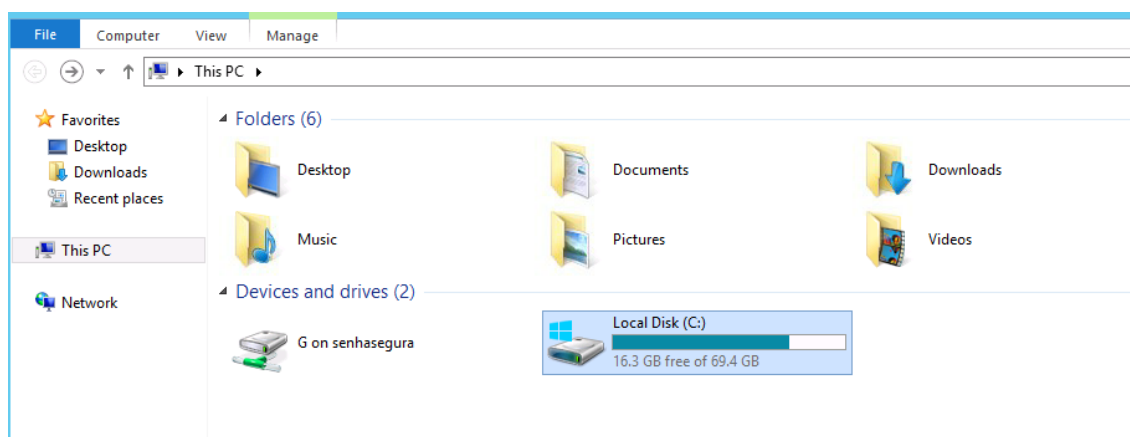 File Computer View Manage
This PC
Favorites
Desktop
Downloads
Recent places
This PC
Network
Folders (6)
Desktop Documents Downloads
Music Pictures Videos
Devices and drives (2)
G on senhasegura
Local Disk (C:)
16.3 GB free of 69.4 GB